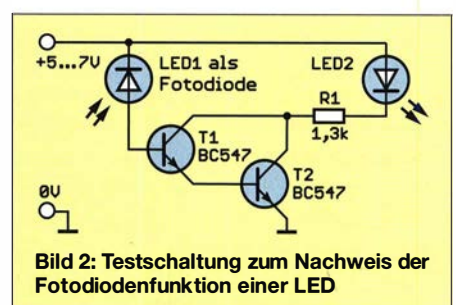 +5...7V
LED1 als
Fotodiode
LED2
R1
1,3k
T1
BC547
T2
BC547
0V
Bild 2: Testschaltung zum Nachweis der
Fotodiodenfunktion einer LED